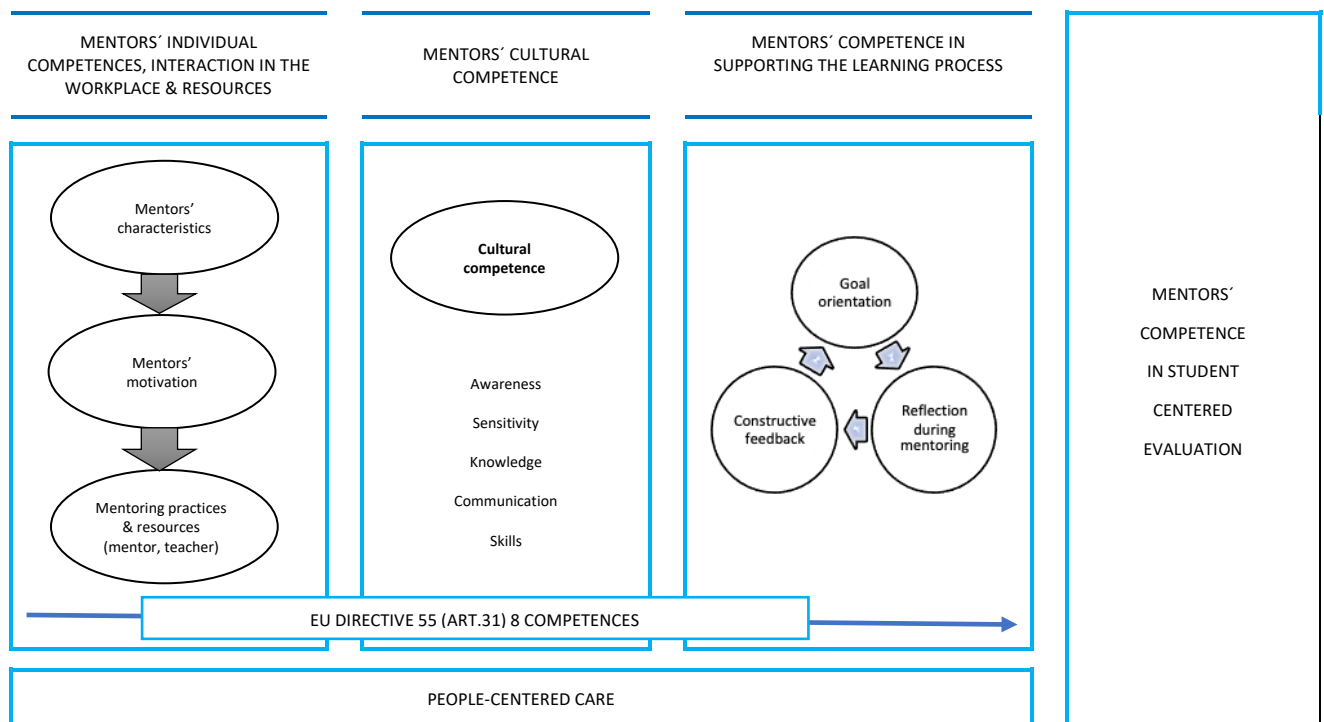 MENTORS´ INDIVIDUAL
COMPETENCES, INTERACTION IN THE
WORKPLACE & RESOURCES
MENTORS´ CULTURAL
COMPETENCE
MENTORS´ COMPETENCE IN
SUPPORTING THE LEARNING PROCESS
Mentors’
characteristics
Mentors’
motivation
Mentoring practices
& resources
(mentor, teacher)
Cultural
competence
Awareness
Sensitivity
Knowledge
Communication
Skills
Goal
orientation
Reflection
during
mentoring
Constructive
feedback
MENTORS´
COMPETENCE
IN STUDENT
CENTERED
EVALUATION
EU DIRECTIVE 55 (ART.31) 8 COMPETENCES
PEOPLE-CENTERED CARE